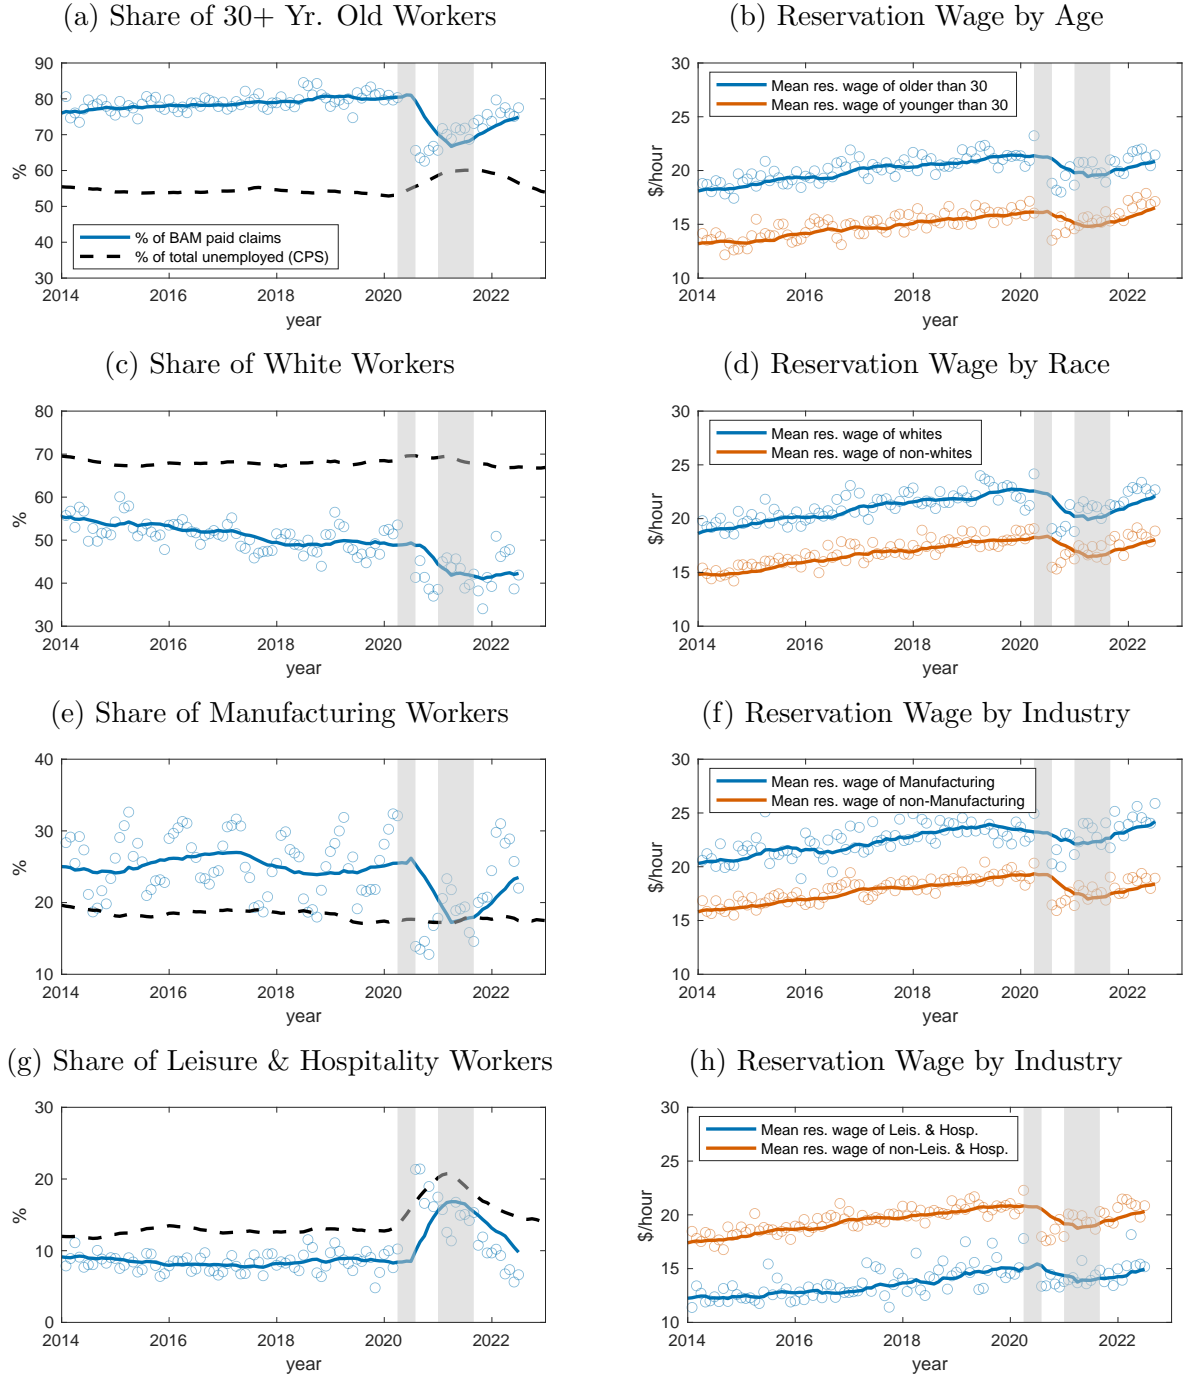 (a) Share of 30+ Yr. Old Workers
90
80
70
60
50
40
30
%
% of BAM paid claims
% of total unemployed (CPS)
2014 2016 2018 2020 2022
year
(b) Reservation Wage by Age
30
25
20
15
10
$/hour
Mean res. wage of older than 30
Mean res. wage of younger than 30
2014 2016 2018 2020 2022
year
(c) Share of White Workers
80
70
60
50
40
30
%
2014 2016 2018 2020 2022
year
(d) Reservation Wage by Race
30
25
20
15
10
$/hour
Mean res. wage of whites
Mean res. wage of non-whites
2014 2016 2018 2020 2022
year
(e) Share of Manufacturing Workers
40
30
20
10
%
2014 2016 2018 2020 2022
year
(f) Reservation Wage by Industry
30
25
20
15
10
$/hour
Mean res. wage of Manufacturing
Mean res. wage of non-Manufacturing
2014 2016 2018 2020 2022
year
(g) Share of Leisure & Hospitality Workers
30
20
10
0
%
2014 2016 2018 2020 2022
year
(h) Reservation Wage by Industry
30
25
20
15
10
$/hour
Mean res. wage of Leis. & Hosp.
Mean res. wage of non-Leis. & Hosp.
2014 2016 2018 2020 2022
year